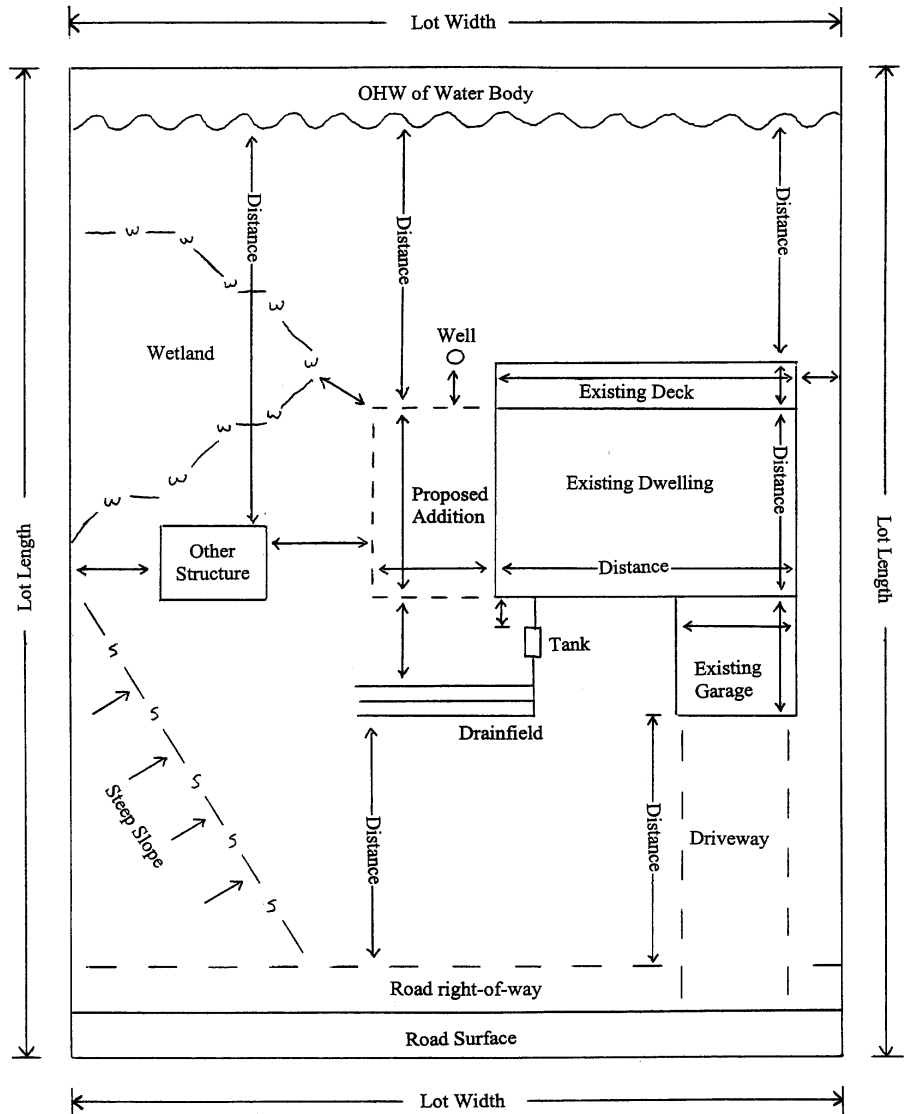 Lot Width
OHW of Water Body
Distance
Distance
Distance
w
w
w
w
Well
Wetland
w
Existing Deck
w
w
w
w
Distance
Existing Dwelling
Proposed
Addition
Other
Structure
Distance
Lot Length
Lot Length
Tank
S
Existing
Garage
S
Drainfield
S
Steep Slope
S
Distance
Distance
Driveway
S
S
Road right-of-way
Road Surface
Lot Width